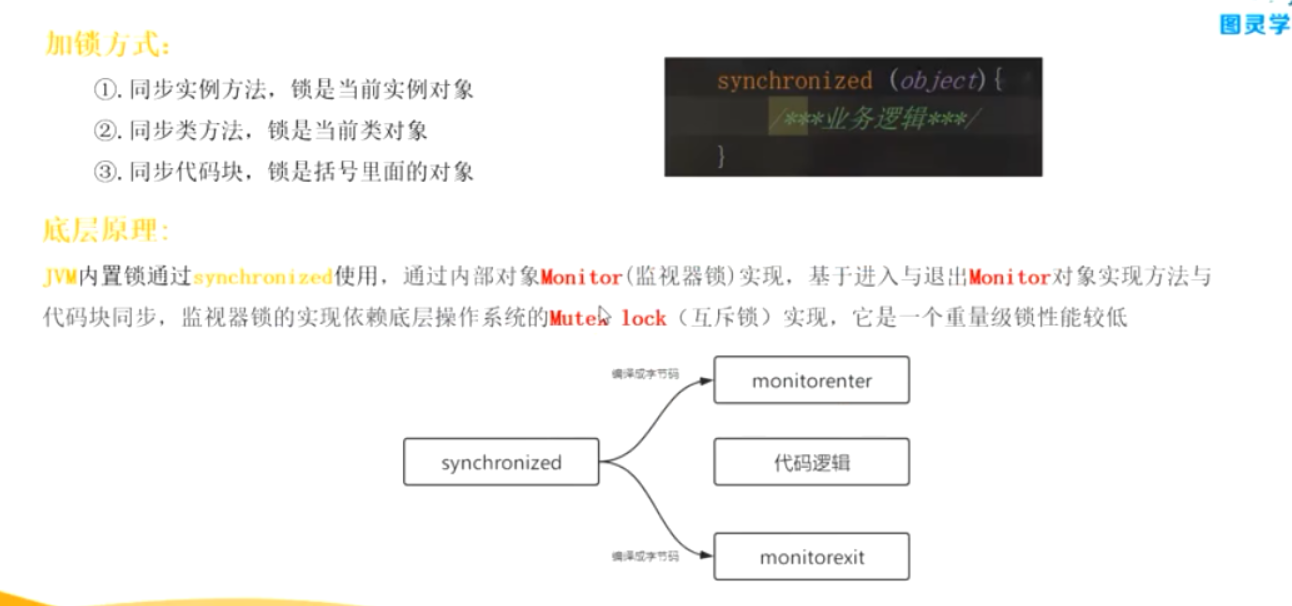 图灵学
加锁方式:
①. 同步实例方法，锁是当前实例对象
②. 同步类方法，锁是当前类对象
③. 同步代码块，锁是括号里面的对象
synchronized (object){
/***业务逻辑***/
}
底层原理:
JVM内置锁通过synchronized使用，通过内部对象Monitor(监视器锁)实现，基于进入与退出Monitor对象实现方法与
代码块同步，监视器锁的实现依赖底层操作系统的Mutex lock（互斥锁）实现，它是一个重量级锁性能较低
编译成字节码
monitorenter
synchronized
代码逻辑
编译成字节码
monitorexit